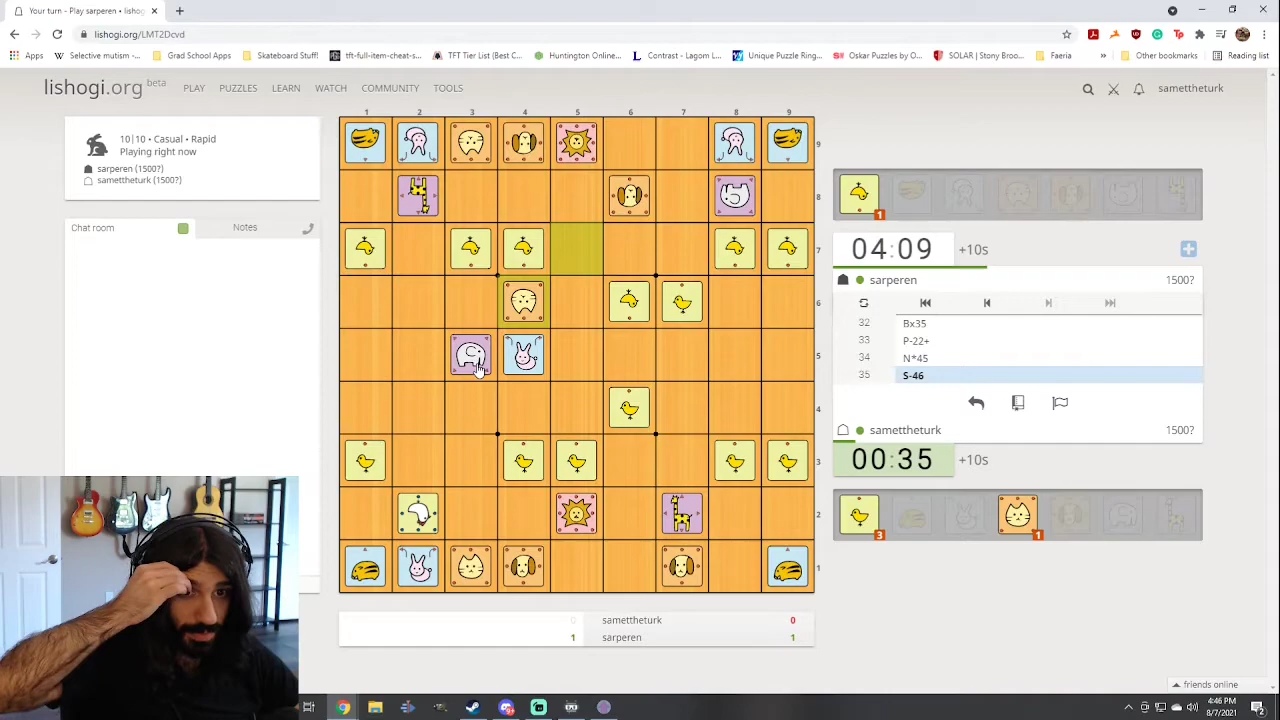 Your turn - Play sarperen • lishog
lishogi.org/LMT2Dcvd
Apps
Selective mutism -...
Grad School Apps
Skateboard Stuff!
tft-full-item-cheat-s...
TFT Tier List (Best C...
Huntington Online...
Contrast - Lagom L...
Unique Puzzle Ring...
Oskar Puzzles by O...
SOLAR | Stony Broo...
Faeria
»
Other bookmarks
Reading list
lishogi.org beta
PLAY
PUZZLES
LEARN
WATCH
COMMUNITY
TOOLS
samettheturk
10|10 • Casual • Rapid
Playing right now
sarperen (1500?)
samettheturk (1500?)
Chat room
Notes
1 2 3 4 5 6 7 8 9
9
8
7
6
5
4
3
2
1
1
04:09 +10s
sarperen 1500?
32 Bx35
33 P-22+
34 N*45
35 S-46
samettheturk 1500?
00:35 +10s
3
1
0 samettheturk 0
1 sarperen 1
friends online
4:46 PM
8/7/2021
2